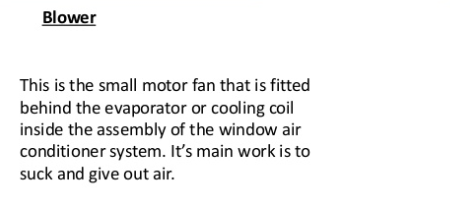 Blower
This is the small motor fan that is fitted
behind the evaporator or cooling coil
inside the assembly of the window air
conditioner system. It’s main work is to
suck and give out air.